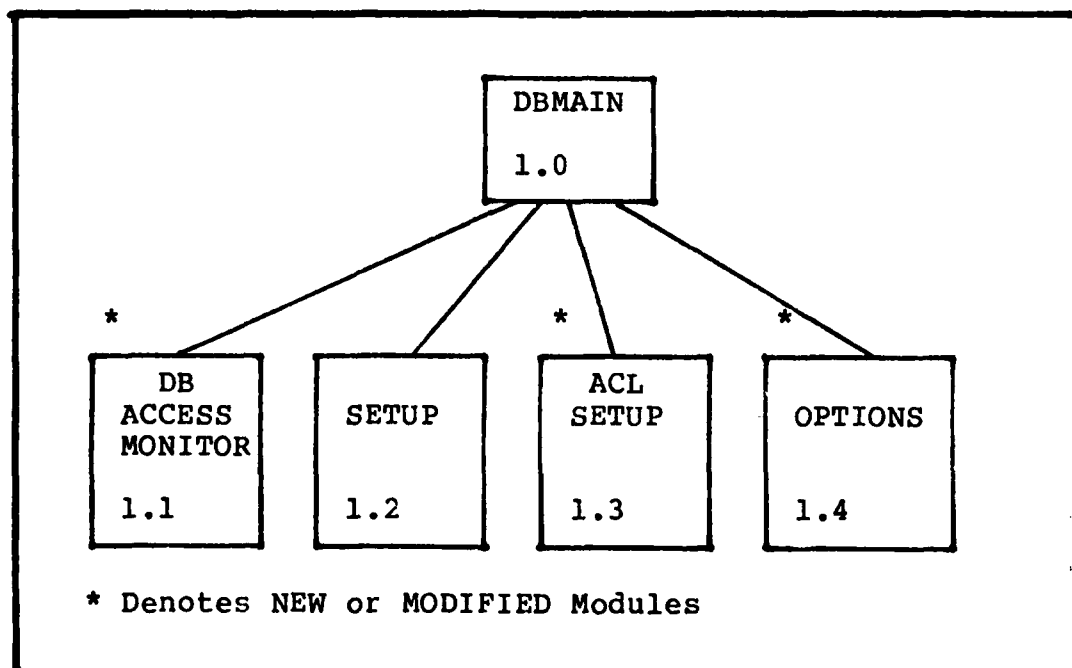 DBMAIN
1.0
*
*
*
DB
ACCESS
MONITOR
1.1
SETUP
1.2
ACL
SETUP
1.3
OPTIONS
1.4
* Denotes NEW or MODIFIED Modules